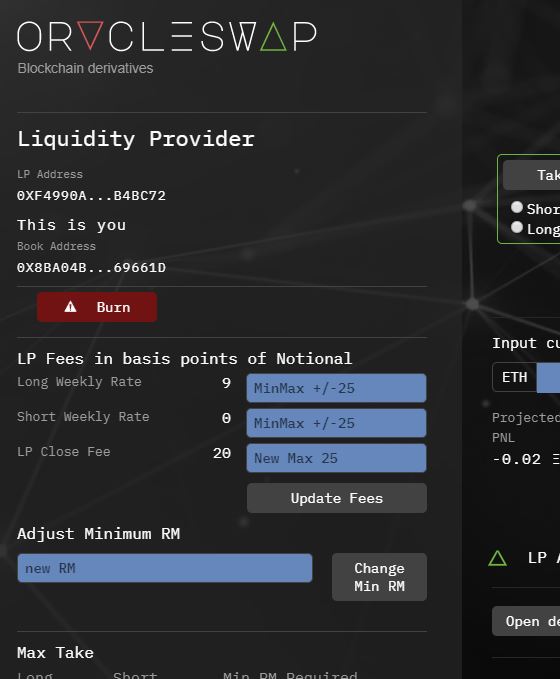 ORACLESWAP
Blockchain derivatives
Liquidity Provider
LP Address
0XF4990A...B4BC72
This is you
Book Address
0X8BA04B...69661D
Burn
LP Fees in basis points of Notional
Long Weekly Rate 9 MinMax +/-25
Short Weekly Rate 0 MinMax +/-25
LP Close Fee 20 New Max 25
Update Fees
Adjust Minimum RM
new RM
Change
Min RM
Max Take
Long Short Min RM Required
Tak
Shor
Long
Input cu
ETH
Projected
PNL
-0.02 Ξ
LP A
Open de